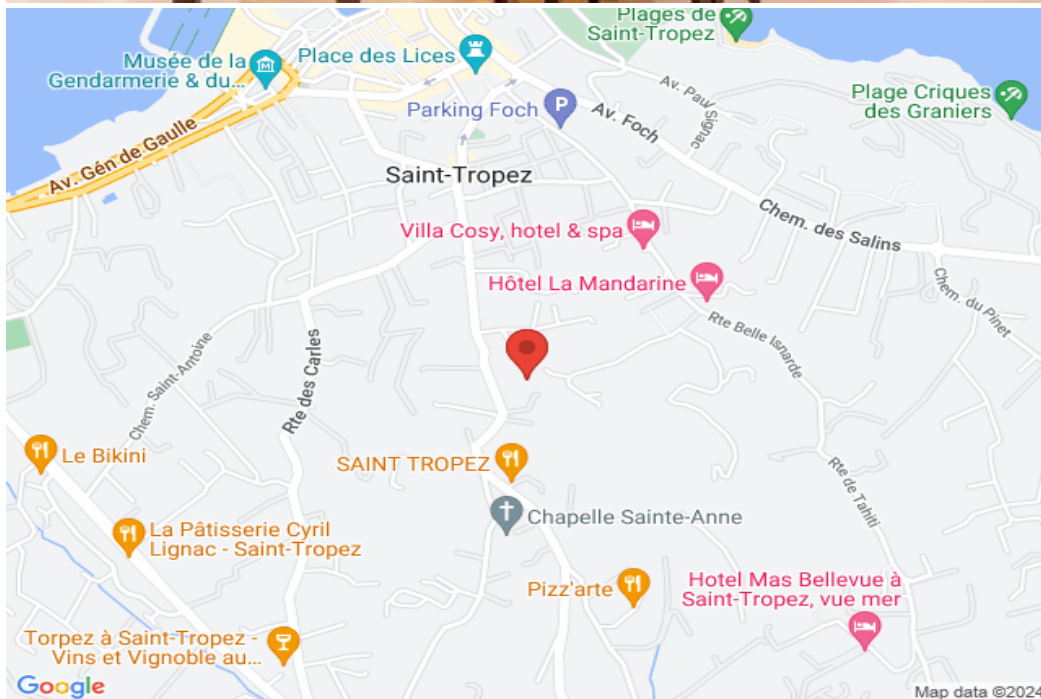 Plages de
Saint-Tropez
Musée de la
Gendarmerie & du...
Place des Lices
Plage Criques
des Graniers
Parking Foch
P
Av. Foch
Av. Paul Signac
Av. Gén de Gaulle
Saint-Tropez
Chem. des Salins
Villa Cosy, hotel & spa
Hôtel La Mandarine
Chem. du Pinet
Rte Belle Isnarde
Chem. Saint-Antoine
Rte des Carles
Le Bikini
SAINT TROPEZ
Rte de Tahiti
Chapelle Sainte-Anne
La Pâtisserie Cyril
Lignac - Saint-Tropez
Pizz'arte
Hotel Mas Bellevue à
Saint-Tropez, vue mer
Torpez à Saint-Tropez -
Vins et Vignoble au...
Google
Map data ©2024